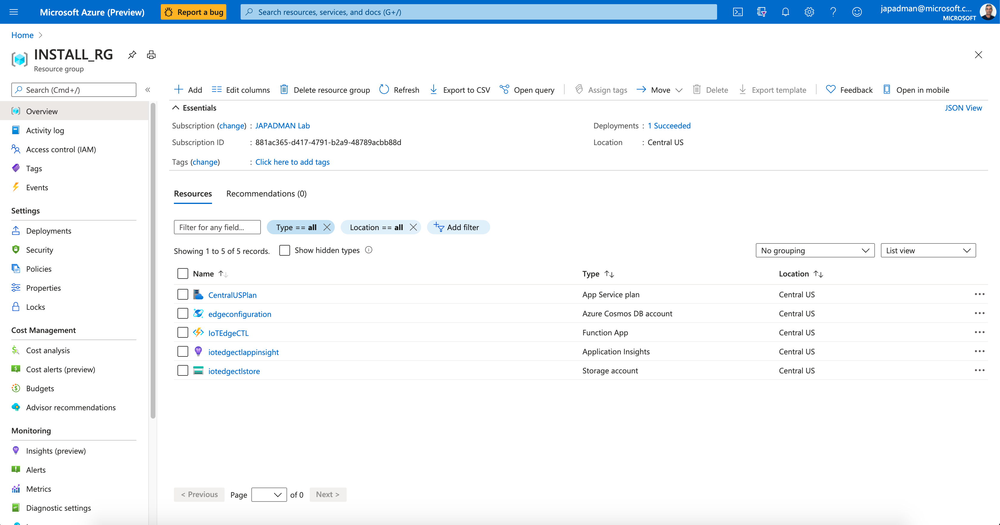 Microsoft Azure (Preview)
Report a bug
Search resources, services, and docs (G+/)
japadman@microsoft.c...
MICROSOFT
Home
INSTALL_RG
Resource group
Search (Cmd+/)
Add
Edit columns
Delete resource group
Refresh
Export to CSV
Open query
Assign tags
Move
Delete
Export template
Feedback
Open in mobile
Overview
Activity log
Access control (IAM)
Tags
Events
Settings
Deployments
Security
Policies
Properties
Locks
Cost Management
Cost analysis
Cost alerts (preview)
Budgets
Advisor recommendations
Monitoring
Insights (preview)
Alerts
Metrics
Diagnostic settings
Essentials
JSON View
Subscription (change) : JAPADMAN Lab
Deployments : 1 Succeeded
Subscription ID : 881ac365-d417-4791-b2a9-48789acbb88d
Location : Central US
Tags (change) : Click here to add tags
Resources
Recommendations (0)
Filter for any field...
Type == all
Location == all
Add filter
Showing 1 to 5 of 5 records.
Show hidden types
No grouping
List view
Name
Type
Location
CentralUSPlan
App Service plan
Central US
edgeconfiguration
Azure Cosmos DB account
Central US
IoTEdgeCTL
Function App
Central US
iotedgectlappinsight
Application Insights
Central US
iotedgectlstore
Storage account
Central US
< Previous
Page
of 0
Next >